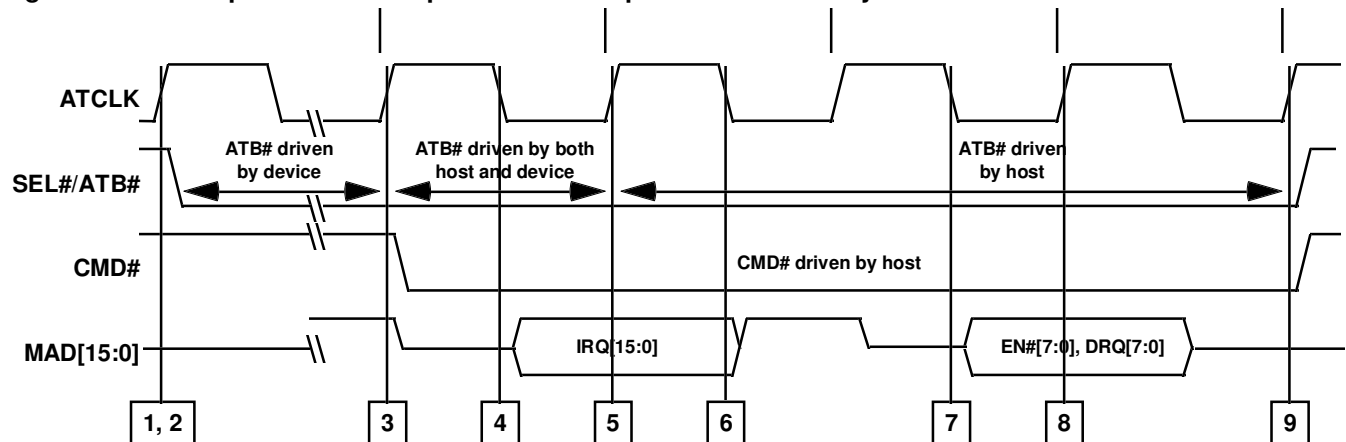 ATCLK
ATB# driven
by device
ATB# driven by both
host and device
ATB# driven
by host
SEL#/ATB#
CMD#
CMD# driven by host
MAD[15:0]
IRQ[15:0]
EN#[7:0], DRQ[7:0]
1, 2
3
4
5
6
7
8
9